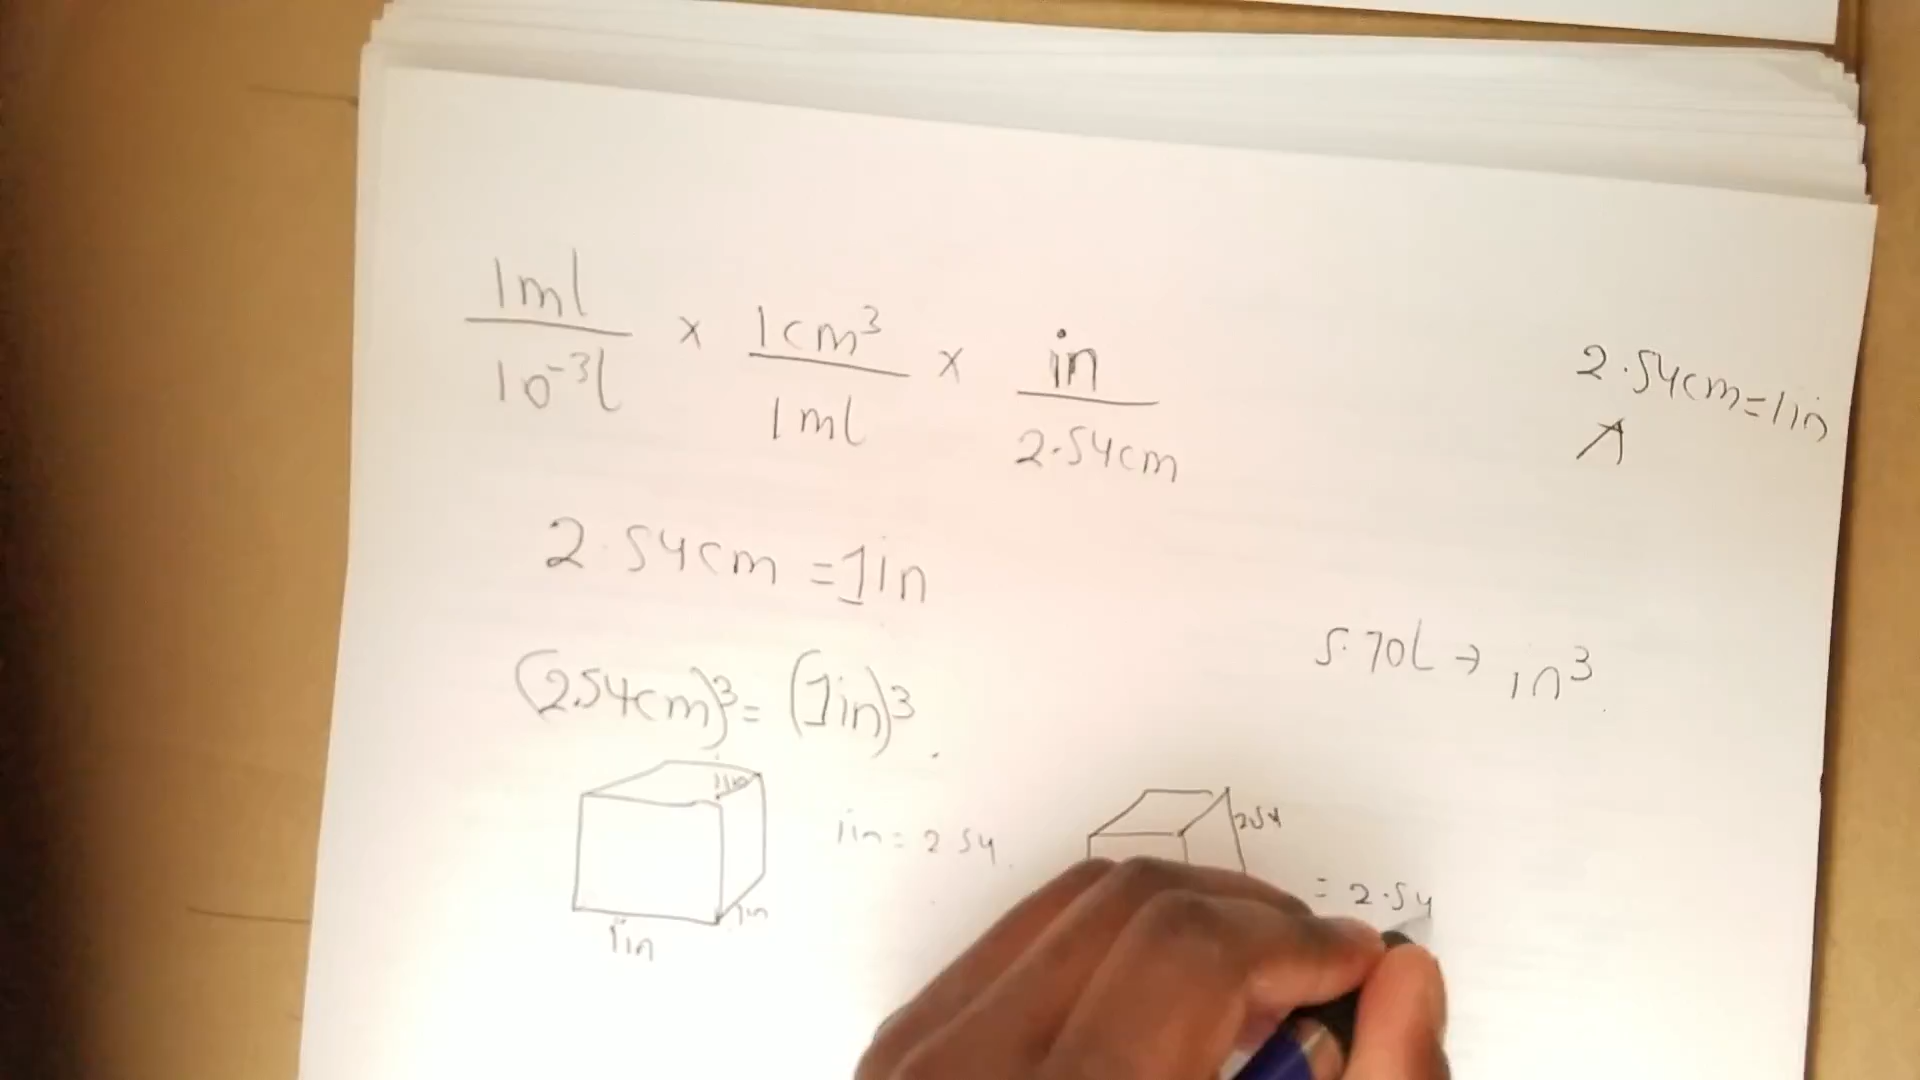 1ml / 10⁻³l × 1cm³ / 1ml × in / 2.54cm
2.54cm=1in
2.54cm=1in
5.70L → in³
(2.54cm)³= (1in)³.
1in
1in
1in
1in = 2 54.
254
= 2.54